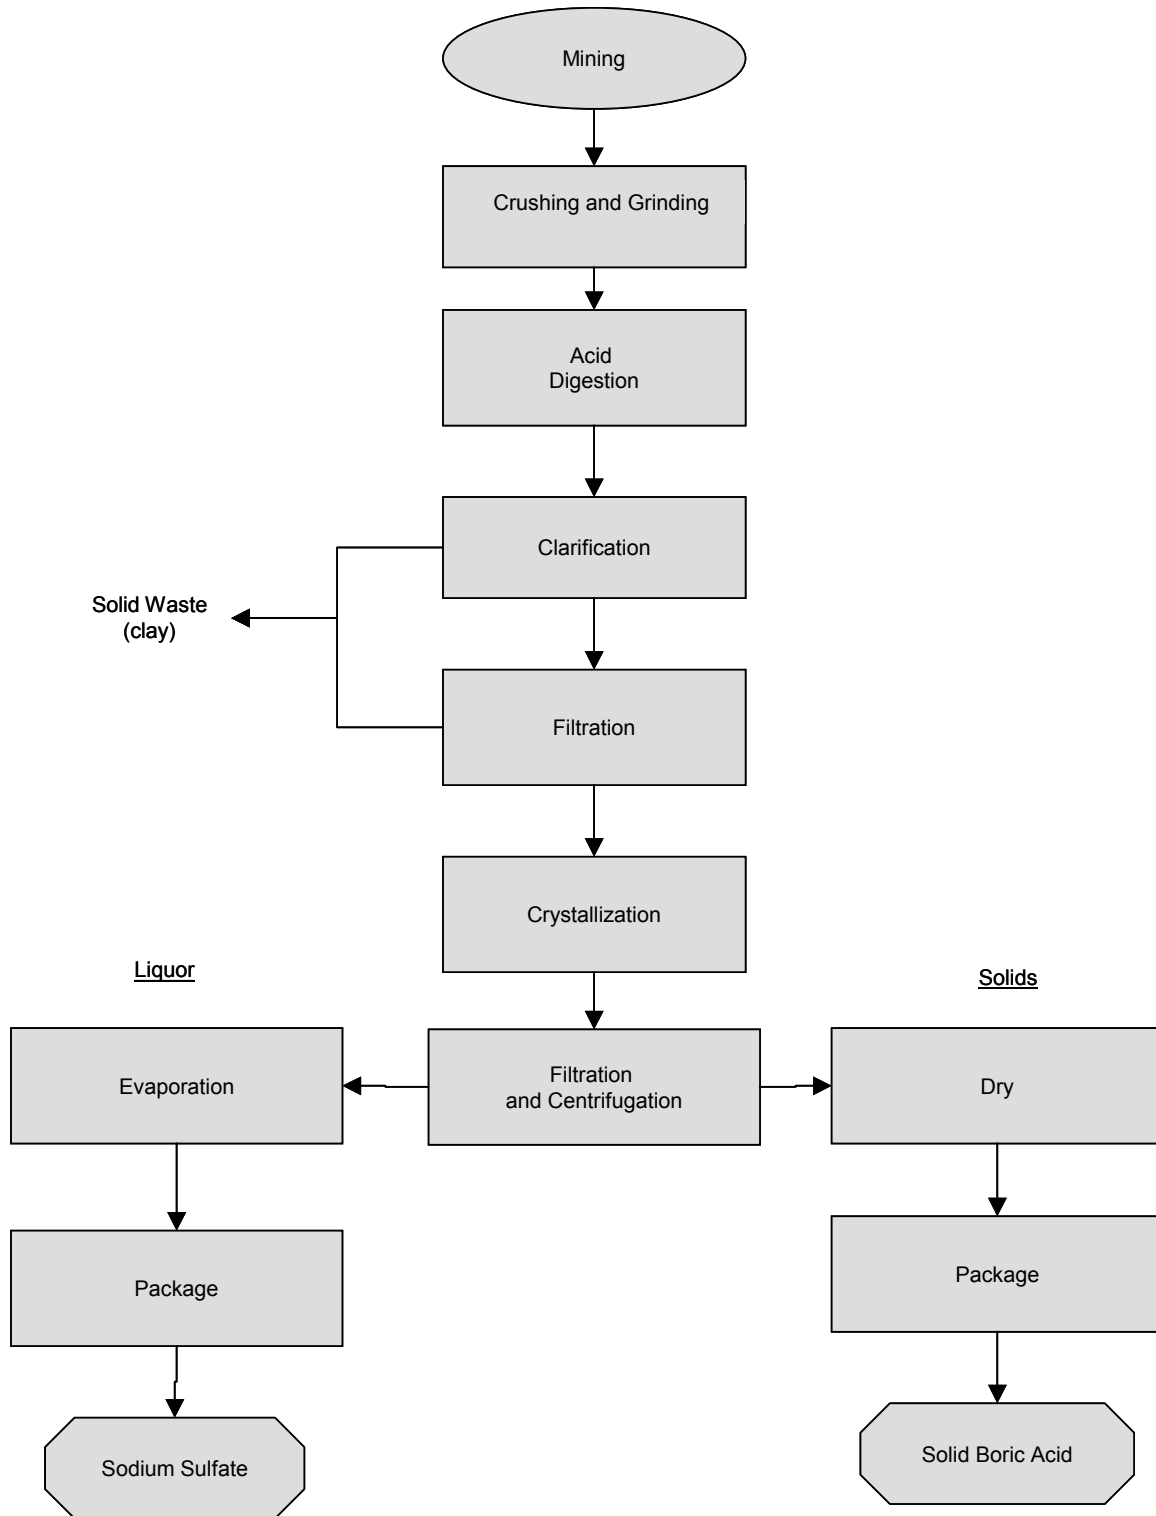 Mining
Crushing and Grinding
Acid
Digestion
Clarification
Solid Waste
(clay)
Filtration
Crystallization
Liquor
Solids
Evaporation
Filtration
and Centrifugation
Dry
Package
Package
Sodium Sulfate
Solid Boric Acid